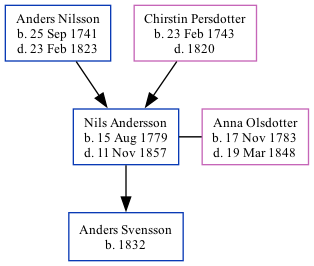 Anders Nilsson
b. 25 Sep 1741
d. 23 Feb 1823
Chirstin Persdotter
b. 23 Feb 1743
d. 1820
Nils Andersson
b. 15 Aug 1779
d. 11 Nov 1857
Anna Olsdotter
b. 17 Nov 1783
d. 19 Mar 1848
Anders Svensson
b. 1832